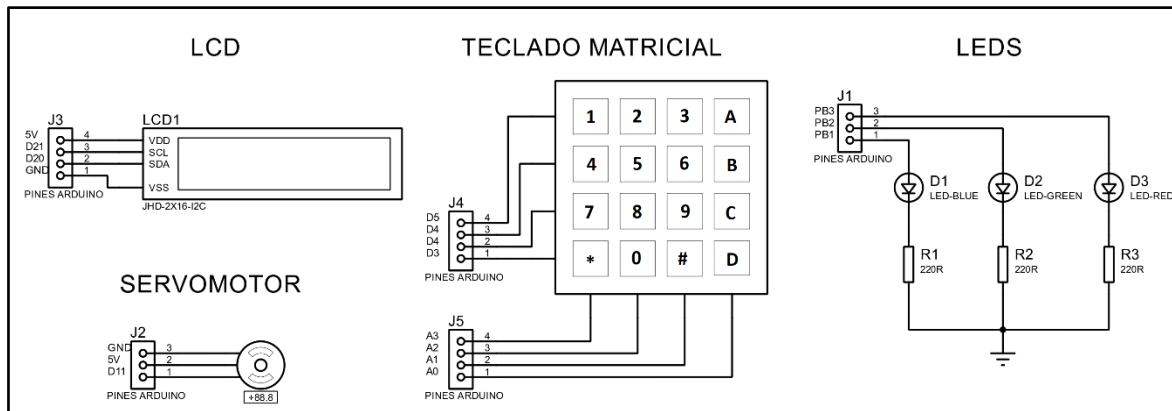 LCD
J3
LCD1
5V 4 VDD
D21 3 SCL
D20 2 SDA
GND 1 VSS
PINES ARDUINO
JHD-2X16-I2C
SERVOMOTOR
J2
GND 3
5V 2
D11 1
PINES ARDUINO
+88.8
TECLADO MATRICIAL
1 2 3 A
4 5 6 B
7 8 9 C
* 0 # D
J4
D5 4
D4 3
D4 2
D3 1
PINES ARDUINO
J5
A3 4
A2 3
A1 2
A0 1
PINES ARDUINO
LEDS
J1
PB3 3
PB2 2
PB1 1
PINES ARDUINO
D1
LED-BLUE
D2
LED-GREEN
D3
LED-RED
R1
220R
R2
220R
R3
220R